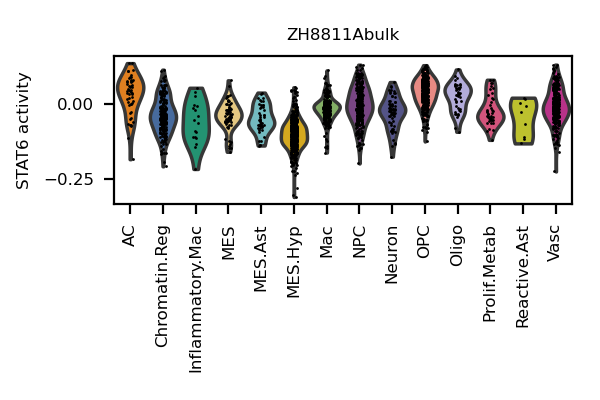 ZH8811Abulk
STAT6 activity
0.00
−0.25
AC
Chromatin.Reg
Inflammatory.Mac
MES
MES.Ast
MES.Hyp
Mac
NPC
Neuron
OPC
Oligo
Prolif.Metab
Reactive.Ast
Vasc